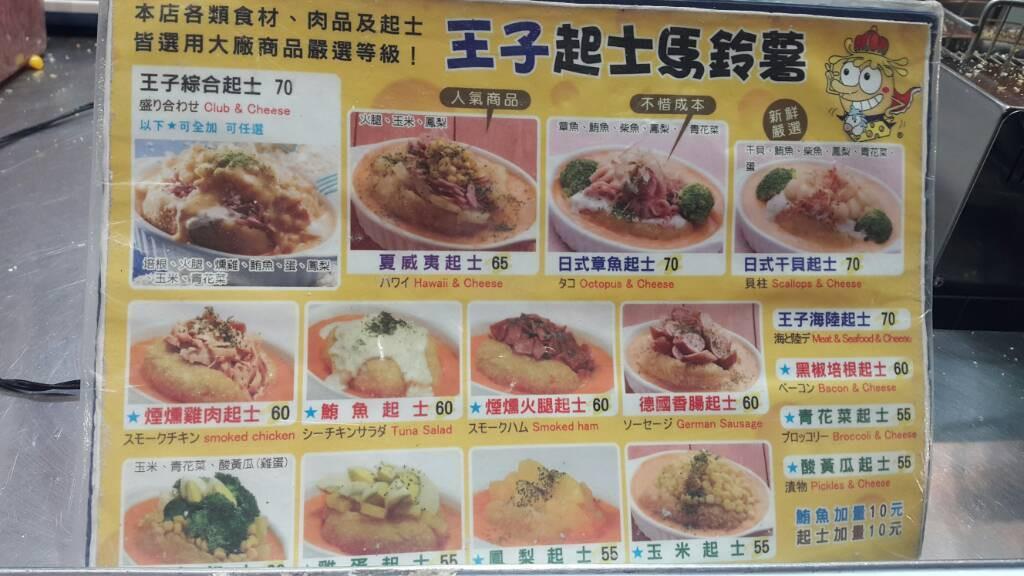 本店各類食材、肉品及起士
皆選用大廠商品嚴選等級！
王子起士馬鈴薯
王子綜合起士 70
盛り合わせ Club & Cheese
以下★可全加 可任選
培根、火腿、燻雞、鮪魚、蛋、鳳梨
玉米、青花菜
人氣商品
火腿、玉米、鳳梨
夏威夷起士 65
ハワイ Hawaii & Cheese
不惜成本
章魚、鮪魚、柴魚、鳳梨、青花菜
日式章魚起士 70
タコ Octopus & Cheese
新鮮
嚴選
干貝、鮪魚、柴魚、鳳梨、青花菜、
蛋
日式干貝起士 70
貝柱 Scallops & Cheese
★煙燻雞肉起士 60
スモークチキン smoked chicken
★鮪魚起士 60
シーチキンサラダ Tuna Salad
★煙燻火腿起士 60
スモークハム Smoked ham
德國香腸起士 60
ソーセージ German Sausage
王子海陸起士 70
海と陸デ Meat & Seafood & Cheese
★黑椒培根起士 60
ベーコン Bacon & Cheese
★青花菜起士 55
ブロッコリー Broccoli & Cheese
★酸黃瓜起士 55
漬物 Pickles & Cheese
鮪魚加量10元
起士加量10元
玉米、青花菜、酸黃瓜(雞蛋)
雞蛋起士 55
★鳳梨起士 55
★玉米起士 55